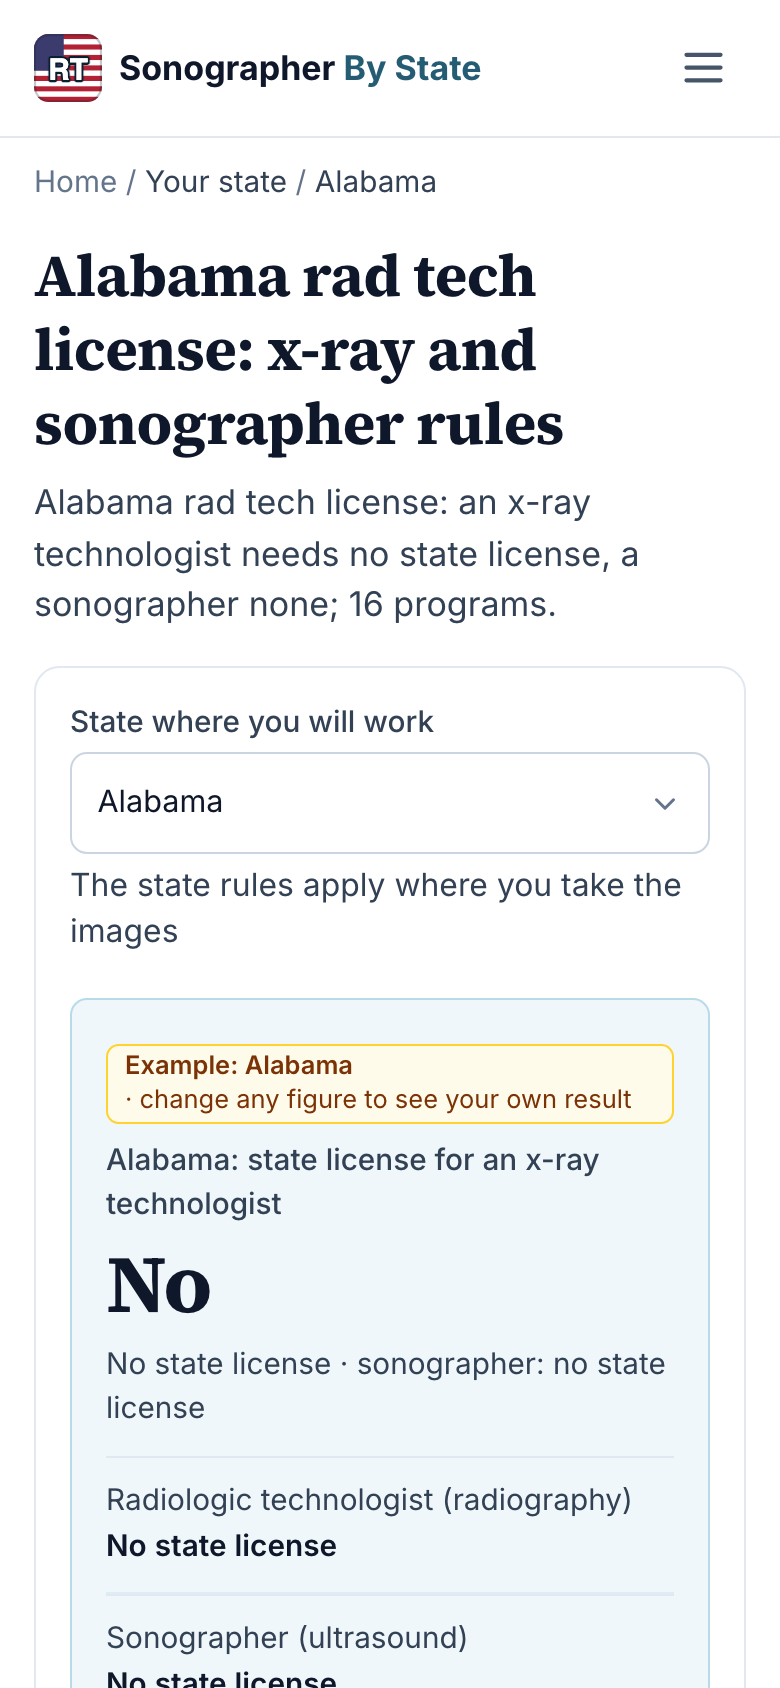 RT
Sonographer By State
Home / Your state / Alabama
Alabama rad tech
license: x-ray and
sonographer rules
Alabama rad tech license: an x-ray
technologist needs no state license, a
sonographer none; 16 programs.
State where you will work
Alabama
The state rules apply where you take the
images
Example: Alabama
· change any figure to see your own result
Alabama: state license for an x-ray
technologist
No
No state license · sonographer: no state
license
Radiologic technologist (radiography)
No state license
Sonographer (ultrasound)
No state license